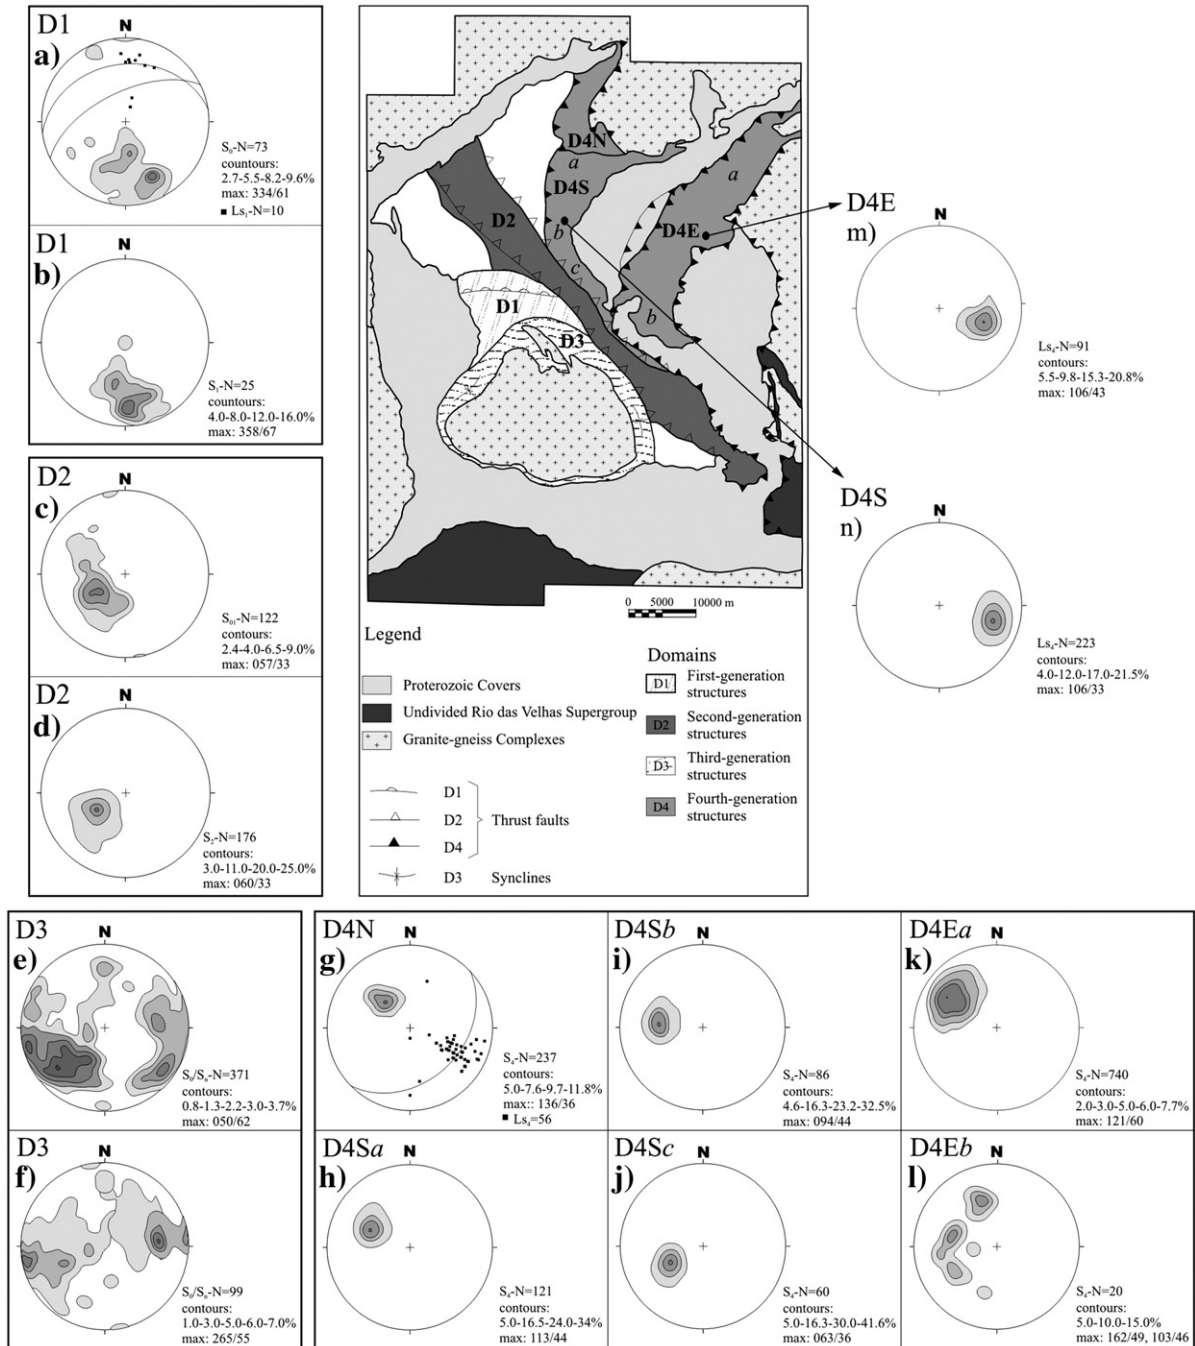 D1
a)
N
S₀-N=73
countours:
2.7-5.5-8.2-9.6%
max: 334/61
Ls₁-N=10
D1
b)
N
S₁-N=25
countours:
4.0-8.0-12.0-16.0%
max: 358/67
D2
c)
N
S₀₁-N=122
contours:
2.4-4.0-6.5-9.0%
max: 057/33
D2
d)
N
S₂-N=176
contours:
3.0-11.0-20.0-25.0%
max: 060/33
D4N
a
D4S
a
D2
b
D4E
c
D1
b
D3
0 5000 10000 m
Legend
Proterozoic Covers
Undivided Rio das Velhas Supergroup
Granite-gneiss Complexes
D1
D2
Thrust faults
D4
D3
Synclines
Domains
D1
First-generation
structures
D2
Second-generation
structures
D3
Third-generation
structures
D4
Fourth-generation
structures
D4E
m)
N
Ls₄-N=91
contours:
5.5-9.8-15.3-20.8%
max: 106/43
D4S
n)
N
Ls₄-N=223
contours:
4.0-12.0-17.0-21.5%
max: 106/33
D3
e)
N
S₀/Sₙ-N=371
contours:
0.8-1.3-2.2-3.0-3.7%
max: 050/62
D3
f)
N
S₀/Sₙ-N=99
contours:
1.0-3.0-5.0-6.0-7.0%
max: 265/55
D4N
g)
N
S₄-N=237
contours:
5.0-7.6-9.7-11.8%
max:: 136/36
Ls₄=56
D4Sa
h)
N
S₄-N=121
contours:
5.0-16.5-24.0-34%
max: 113/44
D4Sb
i)
N
S₄-N=86
contours:
4.6-16.3-23.2-32.5%
max: 094/44
D4Sc
j)
N
S₄-N=60
contours:
5.0-16.3-30.0-41.6%
max: 063/36
D4Ea
k)
N
S₄-N=740
contours:
2.0-3.0-5.0-6.0-7.7%
max: 121/60
D4Eb
l)
N
S₄-N=20
contours:
5.0-10.0-15.0%
max: 162/49, 103/46